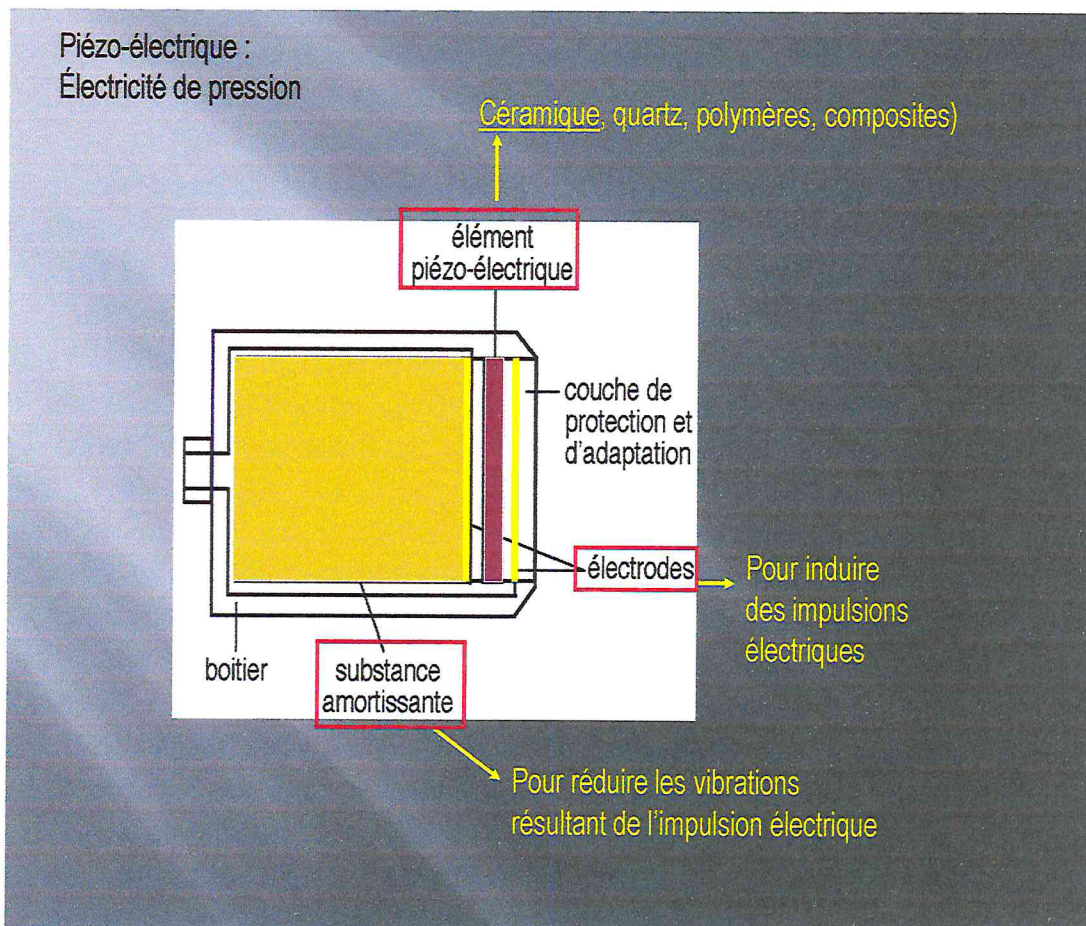 Piézo-électrique :
Électricité de pression
Céramique, quartz, polymères, composites)
élément
piézo-électrique
couche de
protection et
d'adaptation
électrodes
Pour induire
des impulsions
électriques
boitier
substance
amortissante
Pour réduire les vibrations
résultant de l'impulsion électrique